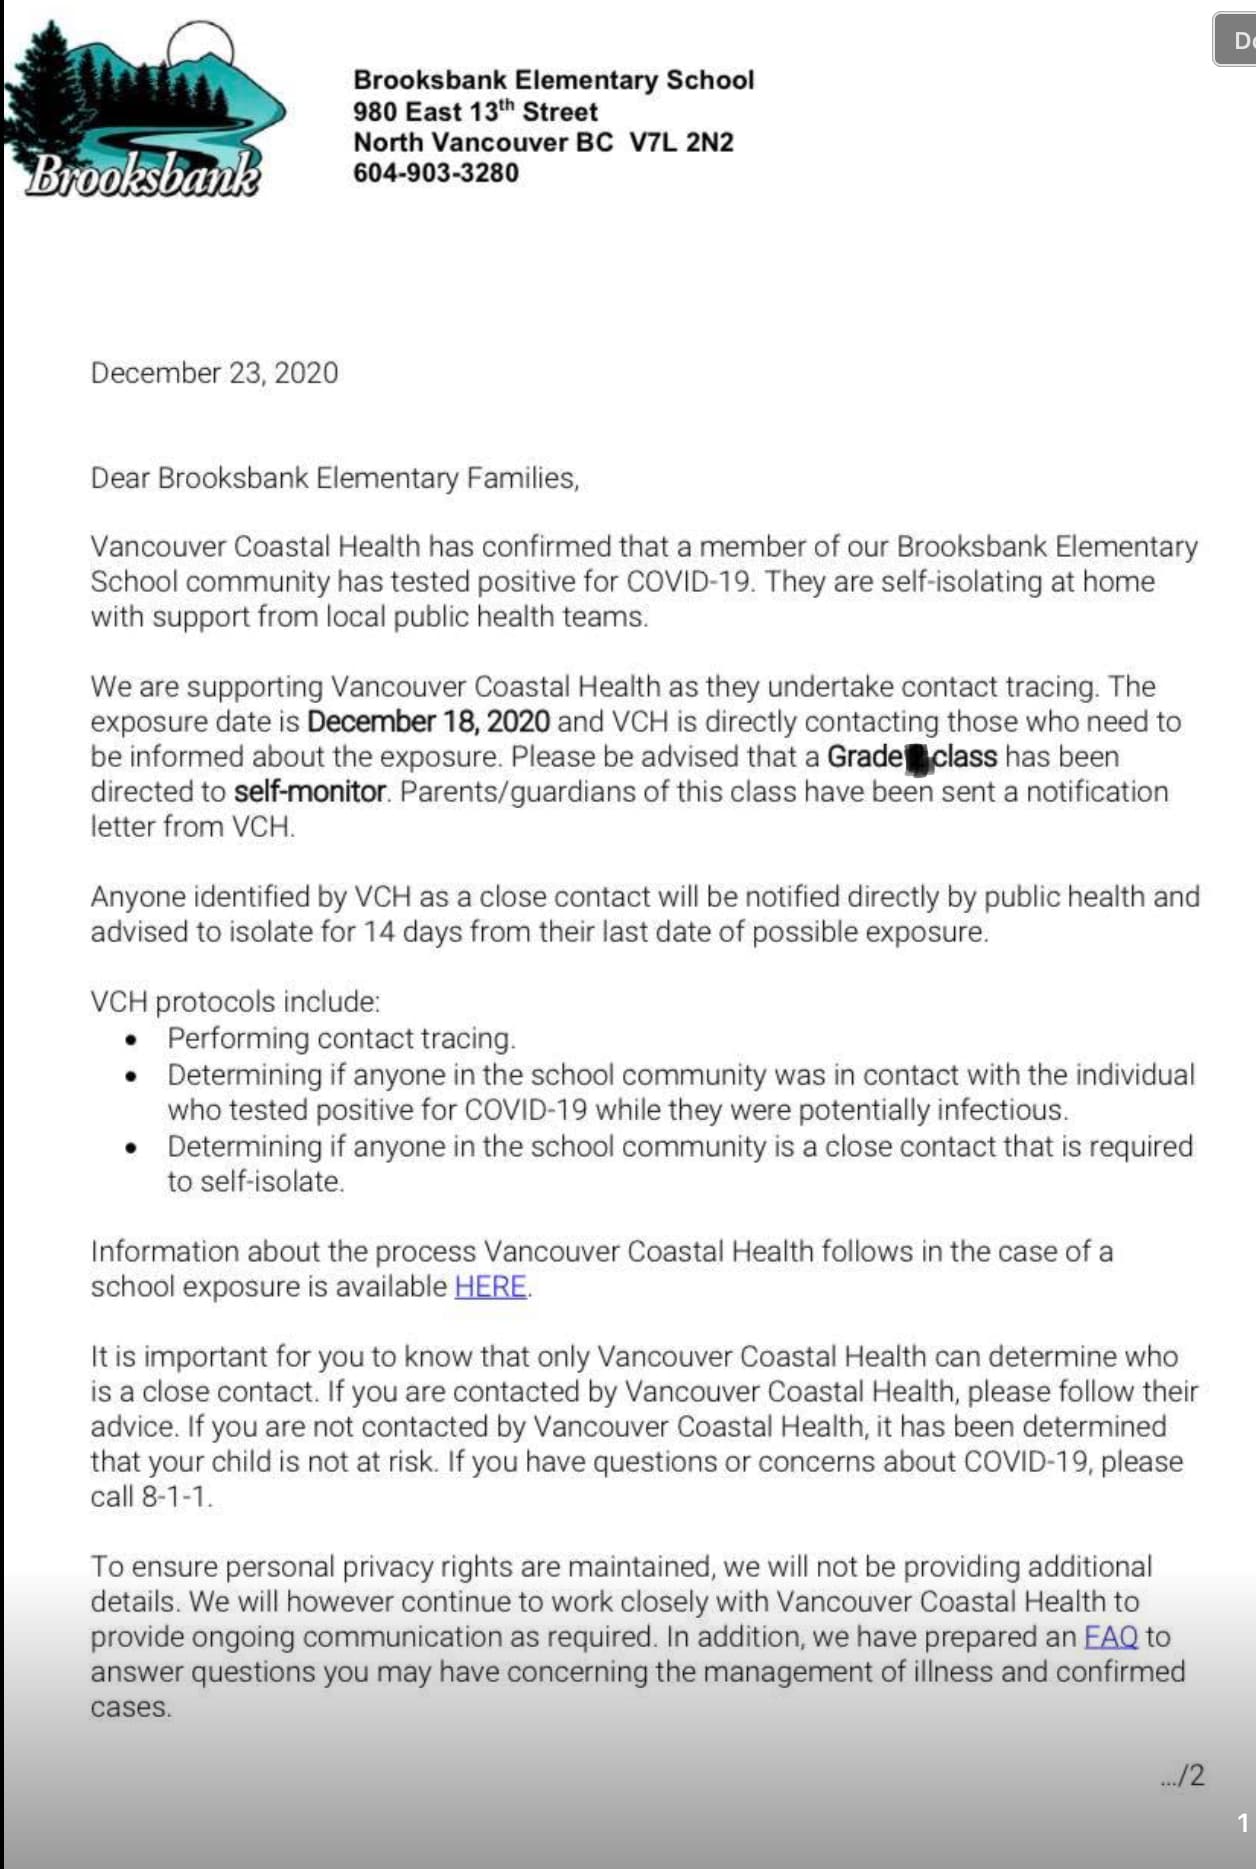 Brooksbank
Brooksbank Elementary School
980 East 13th Street
North Vancouver BC V7L 2N2
604-903-3280
December 23, 2020
Dear Brooksbank Elementary Families,
Vancouver Coastal Health has confirmed that a member of our Brooksbank Elementary
School community has tested positive for COVID-19. They are self-isolating at home
with support from local public health teams.
We are supporting Vancouver Coastal Health as they undertake contact tracing. The
exposure date is December 18, 2020 and VCH is directly contacting those who need to
be informed about the exposure. Please be advised that a Grade class has been
directed to self-monitor. Parents/guardians of this class have been sent a notification
letter from VCH.
Anyone identified by VCH as a close contact will be notified directly by public health and
advised to isolate for 14 days from their last date of possible exposure.
VCH protocols include:
• Performing contact tracing.
• Determining if anyone in the school community was in contact with the individual
who tested positive for COVID-19 while they were potentially infectious.
• Determining if anyone in the school community is a close contact that is required
to self-isolate.
Information about the process Vancouver Coastal Health follows in the case of a
school exposure is available HERE.
It is important for you to know that only Vancouver Coastal Health can determine who
is a close contact. If you are contacted by Vancouver Coastal Health, please follow their
advice. If you are not contacted by Vancouver Coastal Health, it has been determined
that your child is not at risk. If you have questions or concerns about COVID-19, please
call 8-1-1.
To ensure personal privacy rights are maintained, we will not be providing additional
details. We will however continue to work closely with Vancouver Coastal Health to
provide ongoing communication as required. In addition, we have prepared an FAQ to
answer questions you may have concerning the management of illness and confirmed
cases.
.../2
1